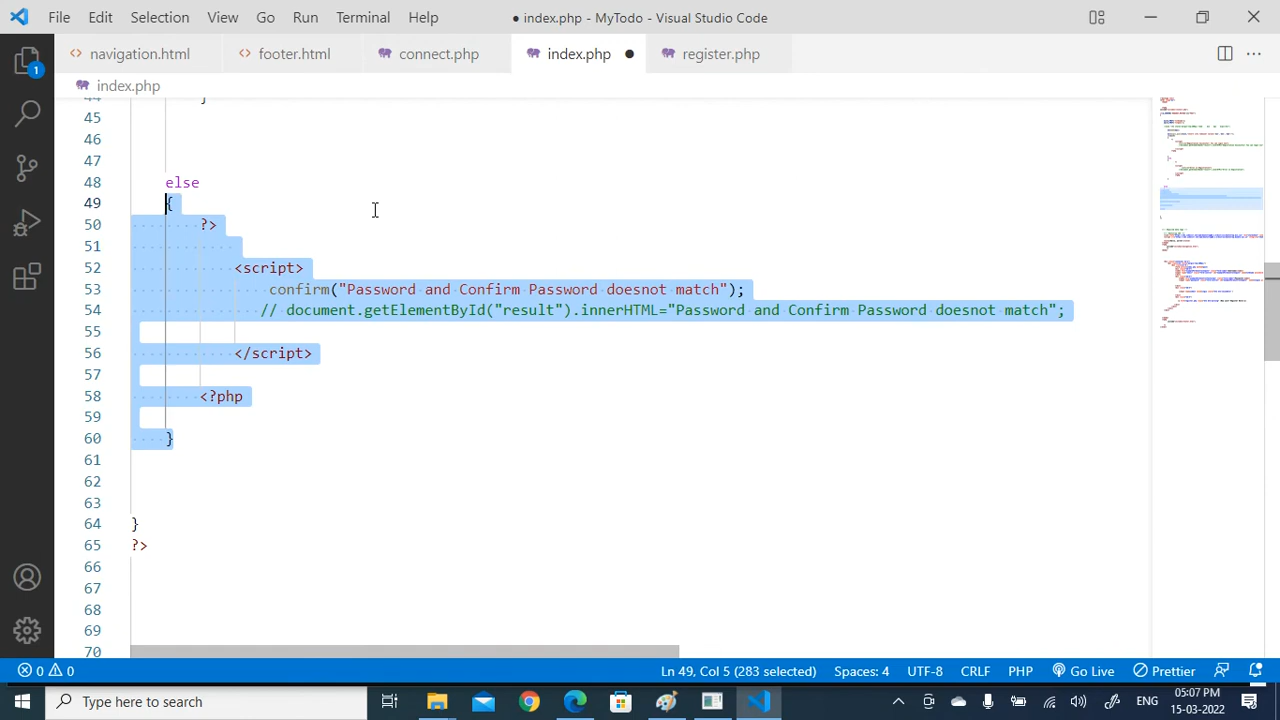 File Edit Selection View Go Run Terminal Help
● index.php - MyTodo - Visual Studio Code
navigation.html footer.html connect.php index.php ● register.php
1
index.php
44 }
45
46
47
48 else
49 {
50 ?>
51
52 <script>
53 confirm("Password and Confirm Password doesnot match");
54 // document.getElementById("result").innerHTML="Password and Confirm Password doesnot match";
55
56 </script>
57
58 <?php
59
60 }
61
62
63
64 }
65 ?>
66
67
68
69
70
0 0 Ln 49, Col 5 (283 selected) Spaces: 4 UTF-8 CRLF PHP Go Live Prettier
Type here to search
ENG
05:07 PM
15-03-2022